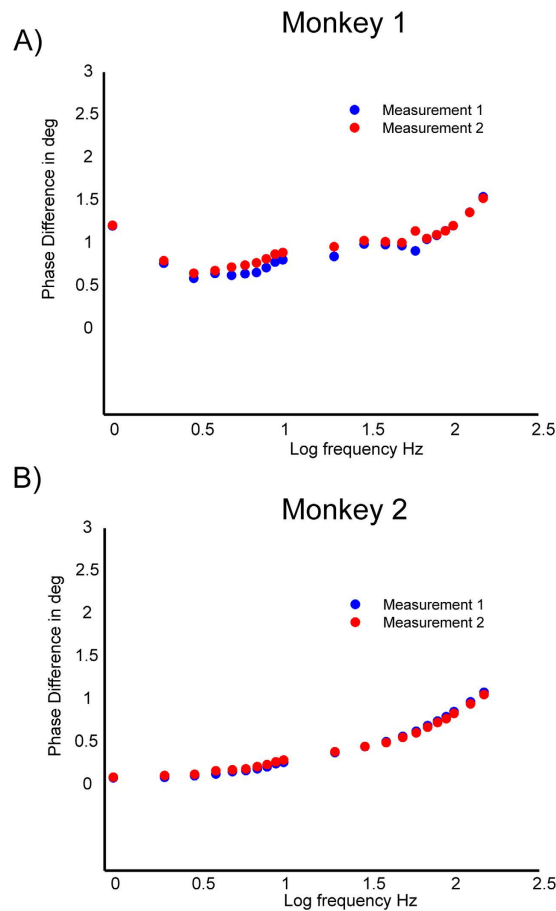 Monkey 1
A)
3
2.5
2
1.5
1
0.5
0
Phase Difference in deg
Measurement 1
Measurement 2
0 0.5 1 1.5 2 2.5
Log frequency Hz
B)
Monkey 2
3
2.5
2
1.5
1
0.5
0
Phase Difference in deg
Measurement 1
Measurement 2
0 0.5 1 1.5 2 2.5
Log frequency Hz